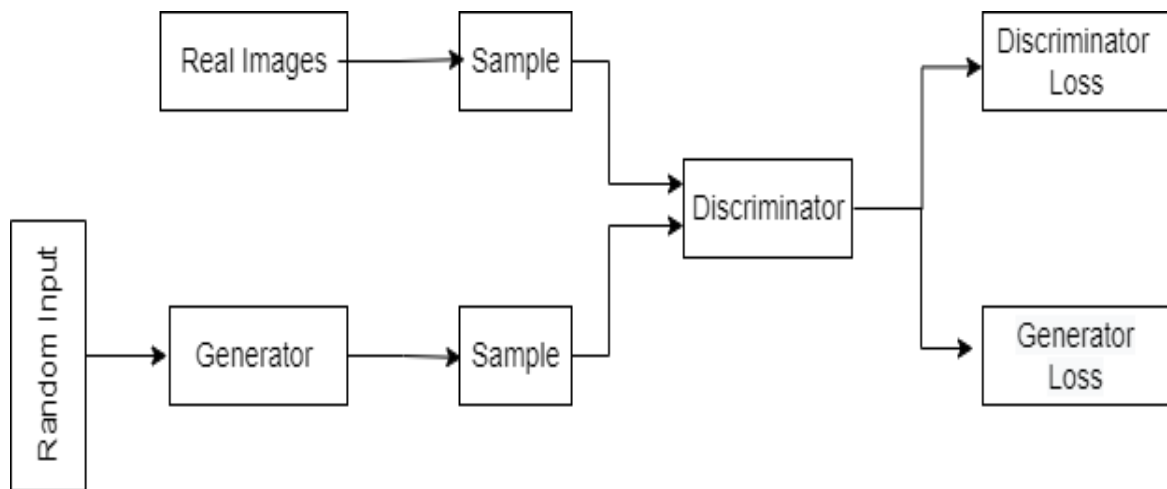 Real Images
Sample
Discriminator
Loss
Discriminator
Random Input
Generator
Sample
Generator
Loss